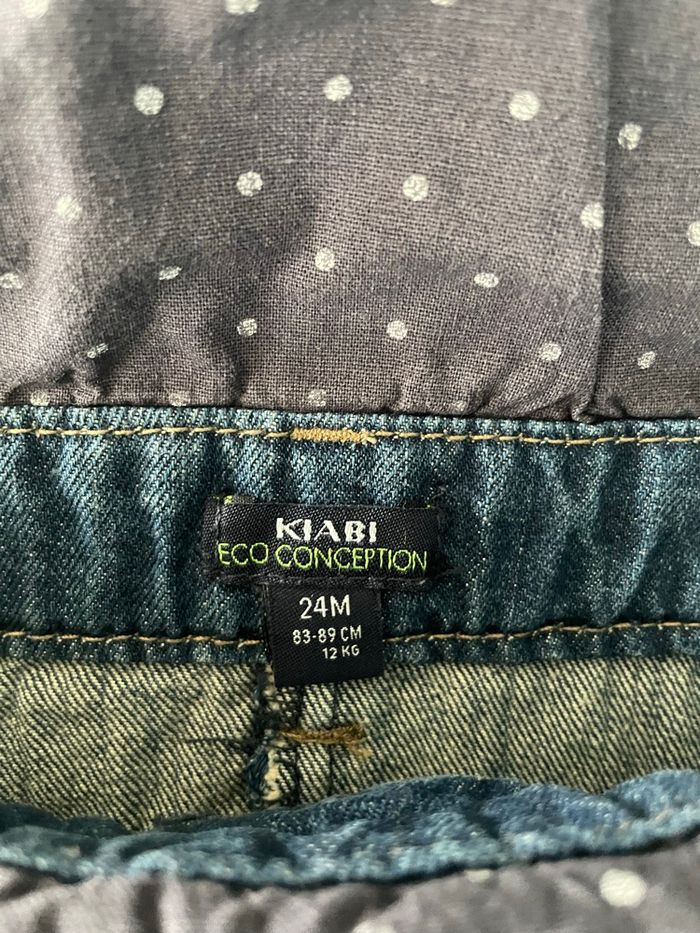 KIABI
ECO CONCEPTION
24M
83-89 CM
12 KG